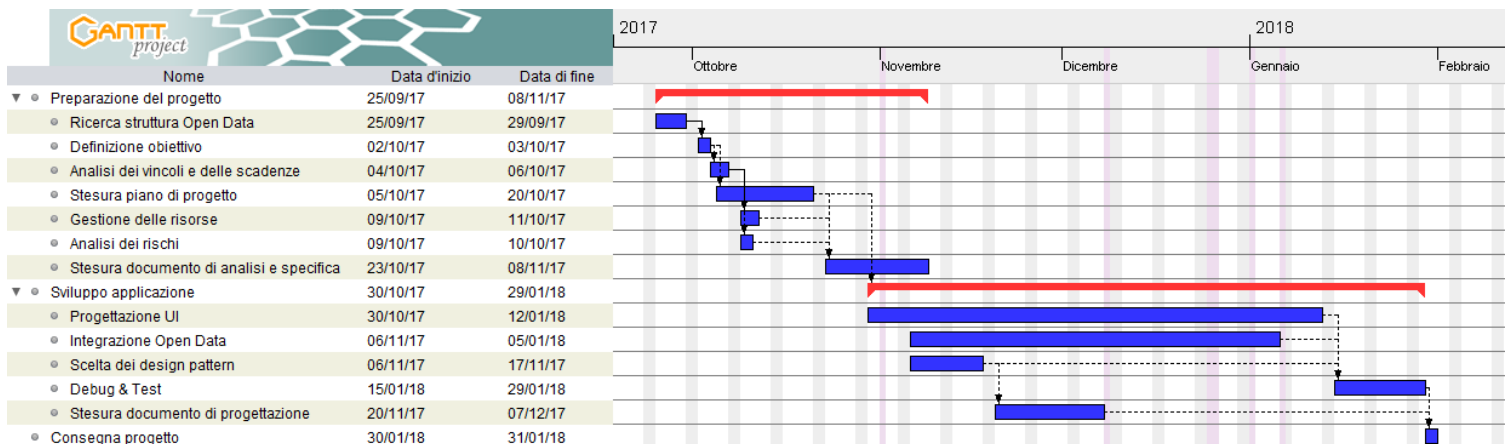 GANTT project
2017 2018
Ottobre Novembre Dicembre Gennaio Febbraio
Nome Data d'inizio Data di fine
Preparazione del progetto 25/09/17 08/11/17
Ricerca struttura Open Data 25/09/17 29/09/17
Definizione obiettivo 02/10/17 03/10/17
Analisi dei vincoli e delle scadenze 04/10/17 06/10/17
Stesura piano di progetto 05/10/17 20/10/17
Gestione delle risorse 09/10/17 11/10/17
Analisi dei rischi 09/10/17 10/10/17
Stesura documento di analisi e specifica 23/10/17 08/11/17
Sviluppo applicazione 30/10/17 29/01/18
Progettazione UI 30/10/17 12/01/18
Integrazione Open Data 06/11/17 05/01/18
Scelta dei design pattern 06/11/17 17/11/17
Debug & Test 15/01/18 29/01/18
Stesura documento di progettazione 20/11/17 07/12/17
Consegna progetto 30/01/18 31/01/18